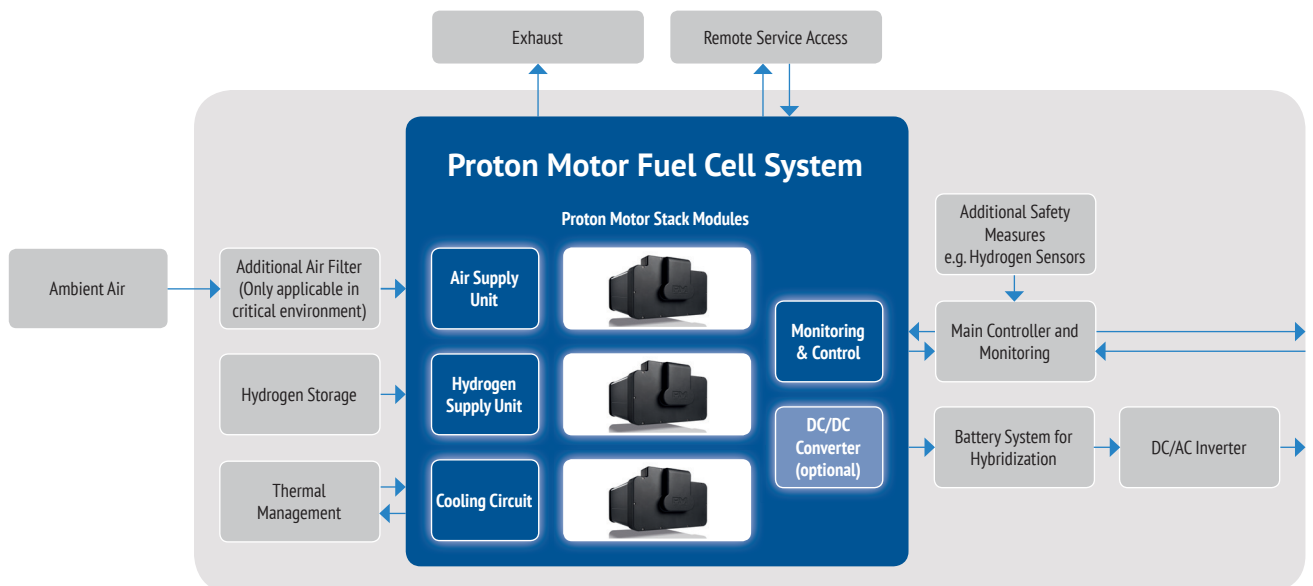 Exhaust
Remote Service Access
Proton Motor Fuel Cell System
Proton Motor Stack Modules
Ambient Air
Additional Air Filter
(Only applicable in
critical environment)
Air Supply
Unit
Additional Safety
Measures
e.g. Hydrogen Sensors
Monitoring
& Control
Main Controller and
Monitoring
Hydrogen Storage
Hydrogen
Supply Unit
DC/DC
Converter
(optional)
Battery System for
Hybridization
DC/AC Inverter
Thermal
Management
Cooling Circuit